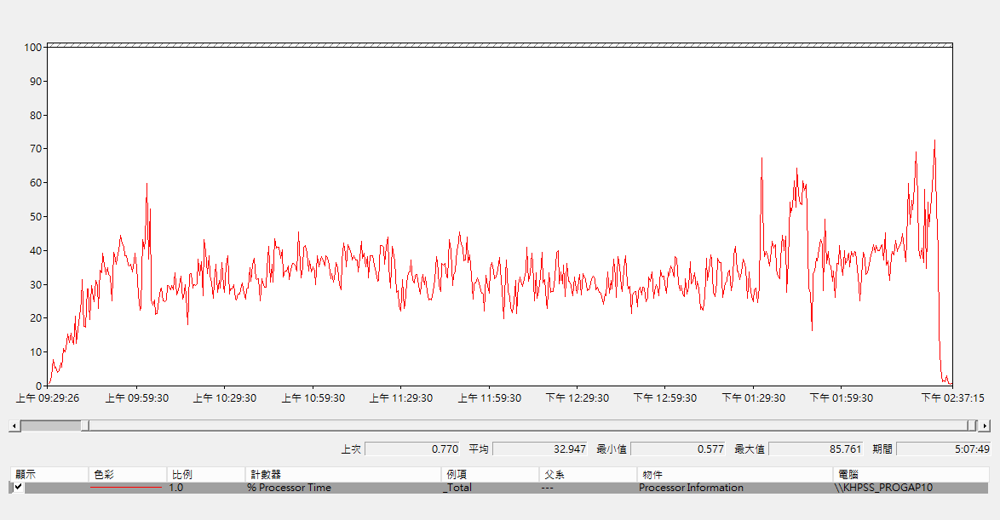 100
90
80
70
60
50
40
30
20
10
0
上午 09:29:26 上午 09:59:30 上午 10:29:30 上午 10:59:30 上午 11:29:30 上午 11:59:30 下午 12:29:30 下午 12:59:30 下午 01:29:30 下午 01:59:30 下午 02:37:15
上次 0.770 平均 32.947 最小值 0.577 最大值 85.761 期間 5:07:49
顯示 色彩 比例 計數器 例項 父系 物件 電腦
1.0 % Processor Time _Total --- Processor Information \\KHPSS_PROGAP10